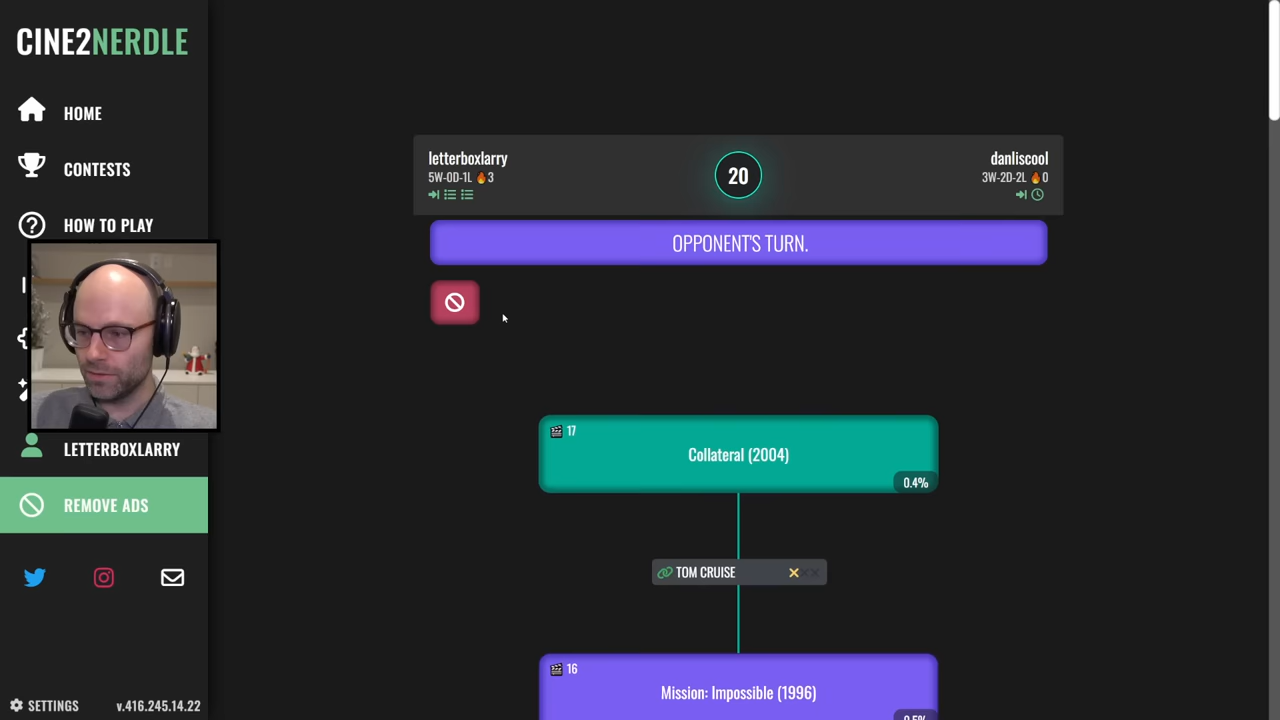 CINE2NERDLE
HOME
CONTESTS
HOW TO PLAY
LETTERBOXLARRY
REMOVE ADS
SETTINGS
v.416.245.14.22
letterboxlarry
5W-0D-1L 🔥3
20
danliscool
3W-2D-2L 🔥0
OPPONENT'S TURN.
17
Collateral (2004)
0.4%
TOM CRUISE
16
Mission: Impossible (1996)
0.5%